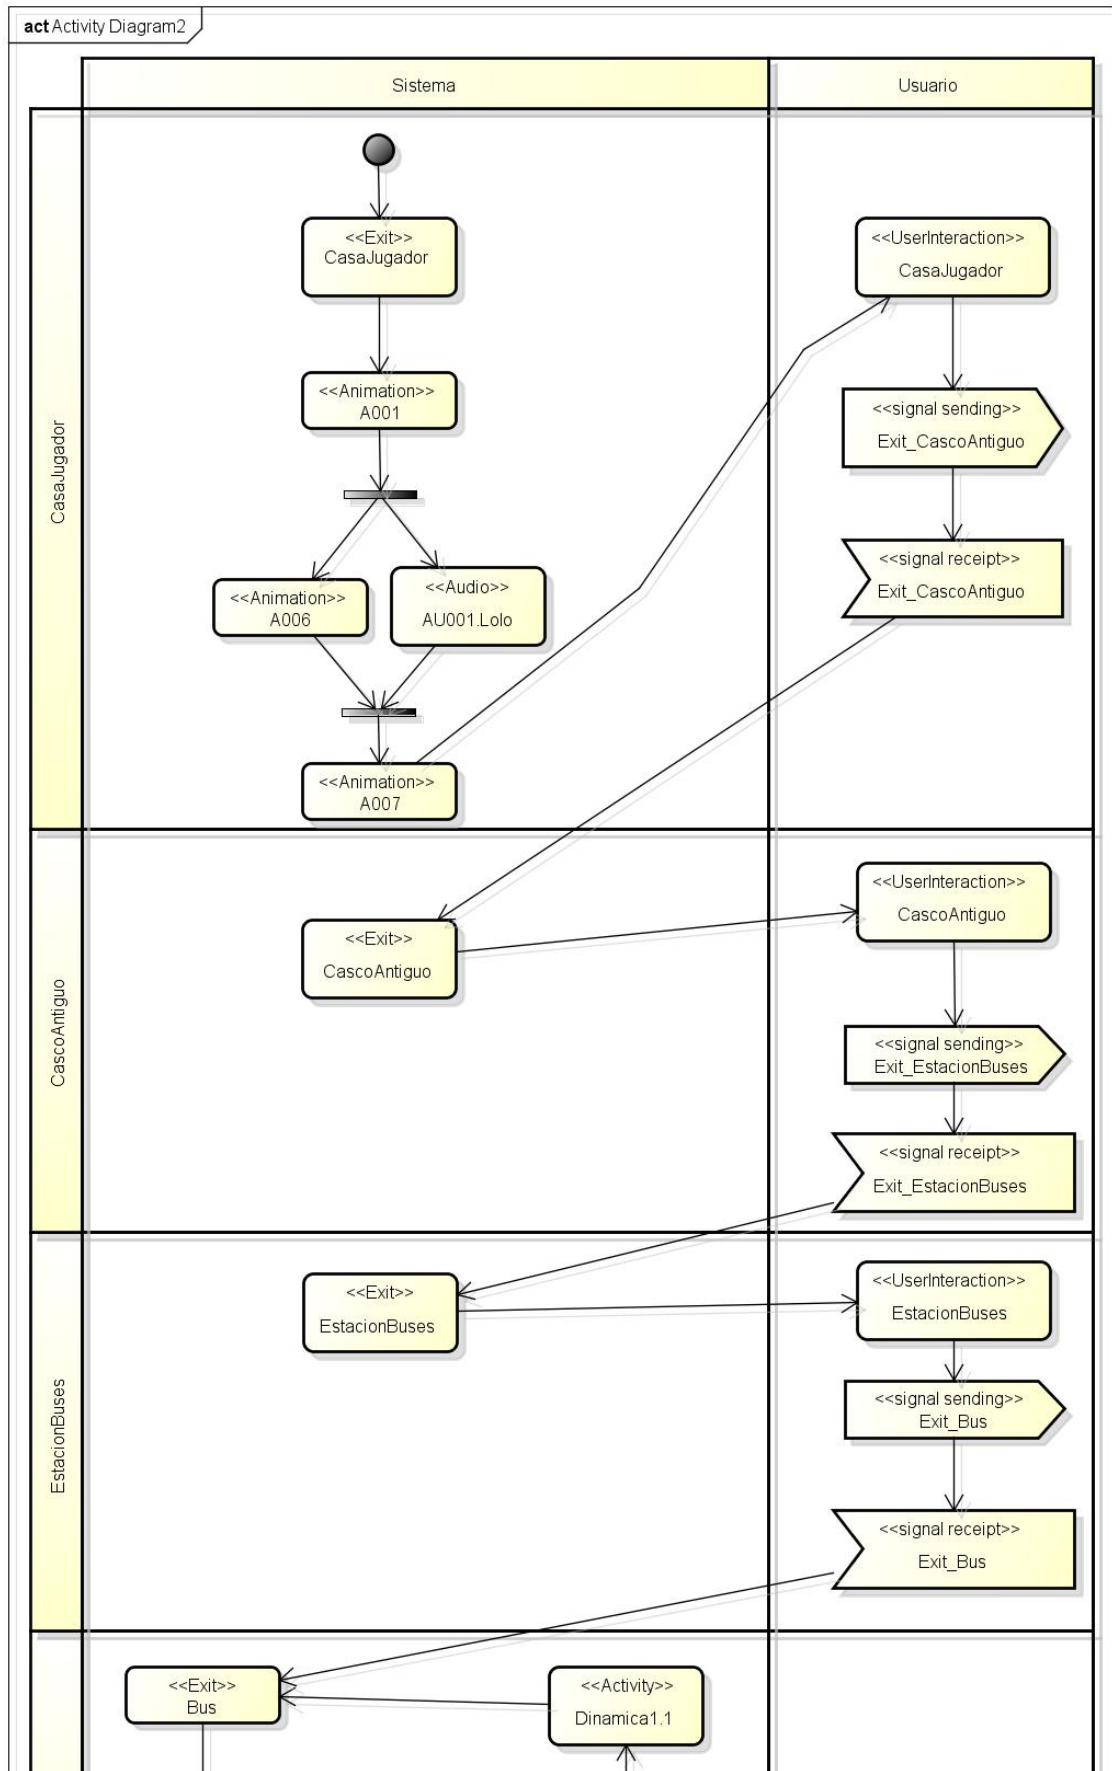 act Activity Diagram2
Sistema
Usuario
CasaJugador
<<Exit>>
CasaJugador
<<Animation>>
A001
<<Animation>>
A006
<<Audio>>
AU001.Lolo
<<Animation>>
A007
<<UserInteraction>>
CasaJugador
<<signal sending>>
Exit_CascoAntiguo
<<signal receipt>>
Exit_CascoAntiguo
CascoAntiguo
<<Exit>>
CascoAntiguo
<<UserInteraction>>
CascoAntiguo
<<signal sending>>
Exit_EstacionBuses
<<signal receipt>>
Exit_EstacionBuses
EstacionBuses
<<Exit>>
EstacionBuses
<<UserInteraction>>
EstacionBuses
<<signal sending>>
Exit_Bus
<<signal receipt>>
Exit_Bus
<<Exit>>
Bus
<<Activity>>
Dinamica1.1